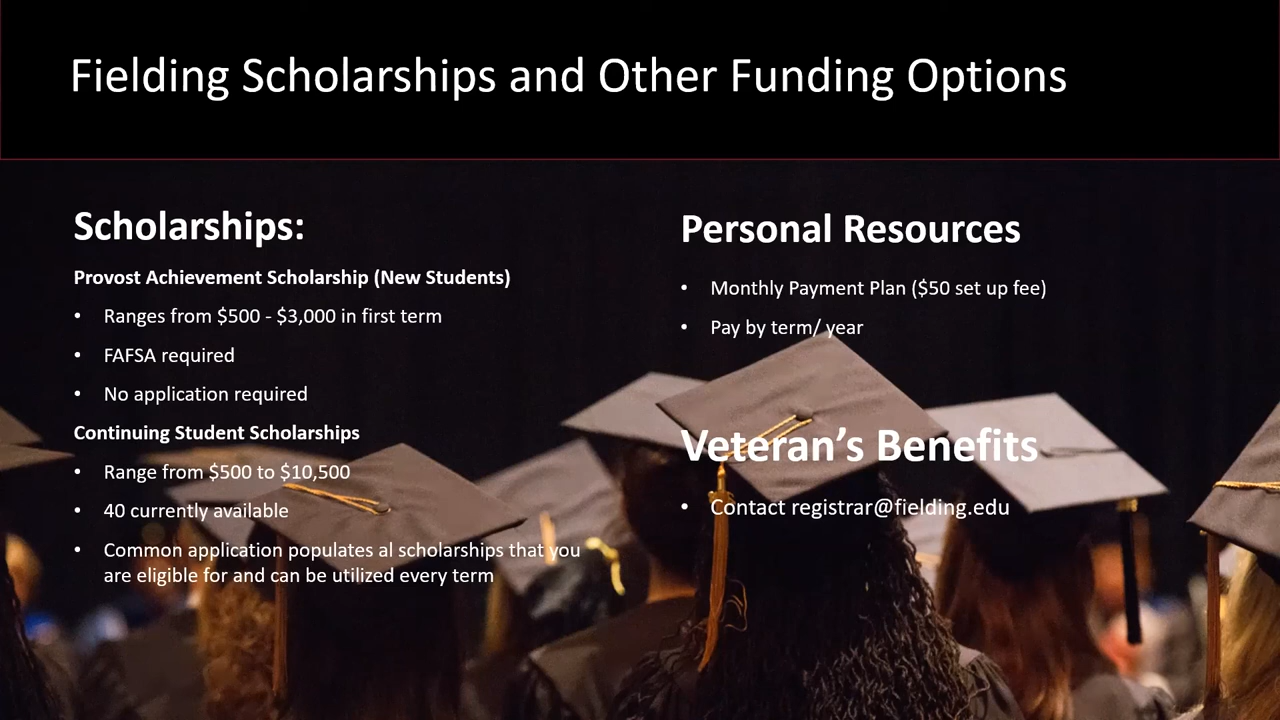 Fielding Scholarships and Other Funding Options
Scholarships:
Provost Achievement Scholarship (New Students)
• Ranges from $500 - $3,000 in first term
• FAFSA required
• No application required
Continuing Student Scholarships
• Range from $500 to $10,500
• 40 currently available
• Common application populates al scholarships that you
are eligible for and can be utilized every term
Personal Resources
• Monthly Payment Plan ($50 set up fee)
• Pay by term/ year
Veteran’s Benefits
• Contact registrar@fielding.edu